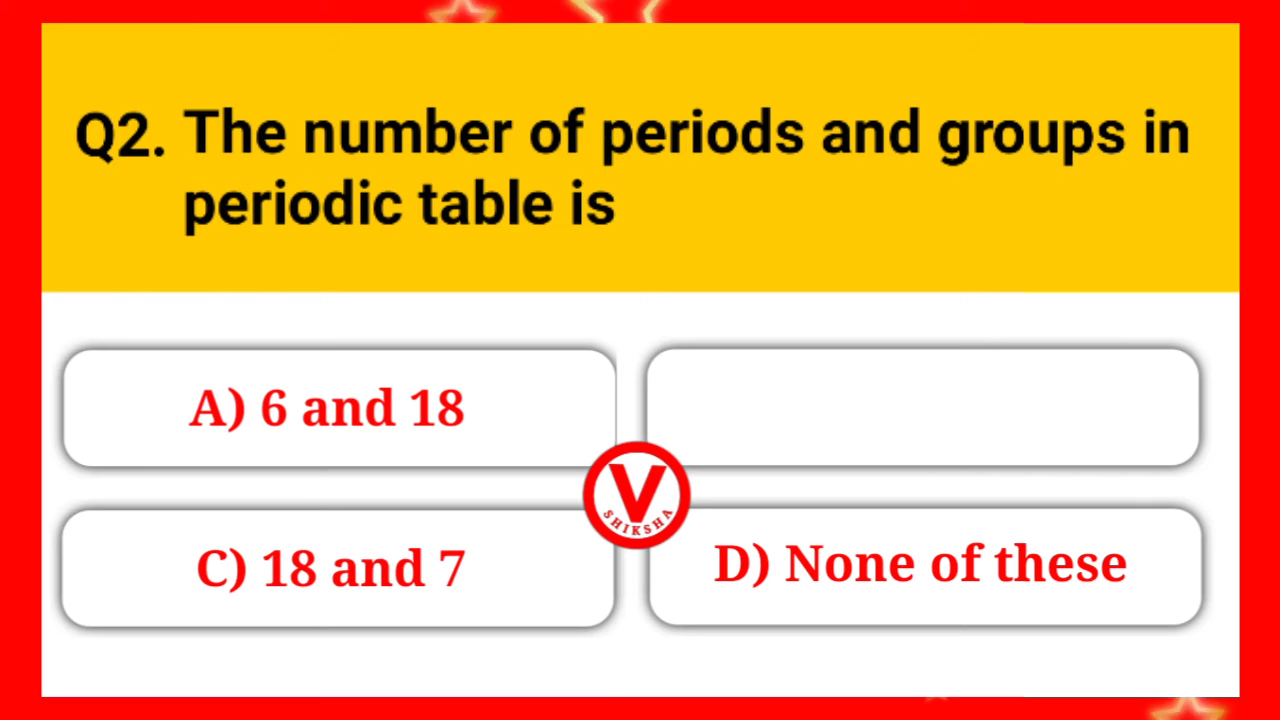 Q2. The number of periods and groups in
periodic table is
A) 6 and 18
C) 18 and 7
D) None of these
V
SHIKSHA